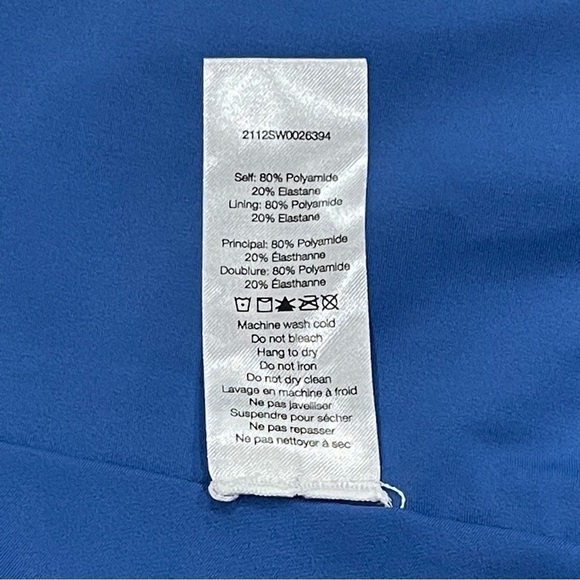 2112SW0026394
Self: 80% Polyamide
20% Elastane
Lining: 80% Polyamide
20% Elastane
Principal: 80% Polyamide
20% Élasthanne
Doublure: 80% Polyamide
20% Élasthanne
Machine wash cold
Do not bleach
Hang to dry
Do not iron
Do not dry clean
Lavage en machine à froid
Ne pas javelliser
Suspendre pour sécher
Ne pas repasser
Ne pas nettoyer à sec